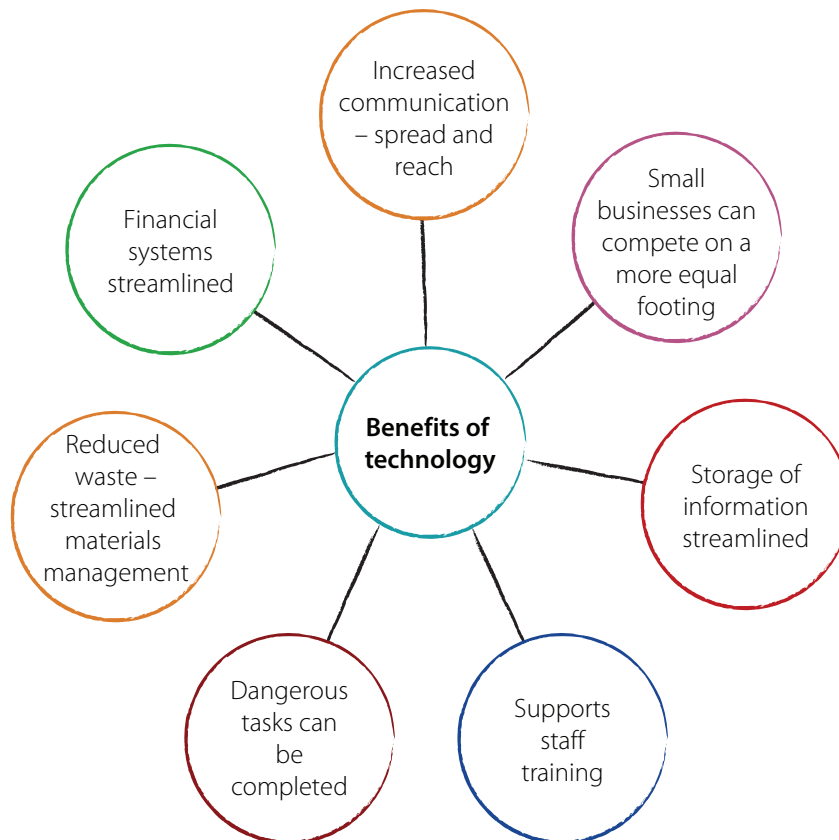 Increased
communication
– spread and
reach
Small
businesses can
compete on a
more equal
footing
Storage of
information
streamlined
Supports
staff
training
Dangerous
tasks can
be
completed
Reduced
waste –
streamlined
materials
management
Financial
systems
streamlined
Benefits of
technology